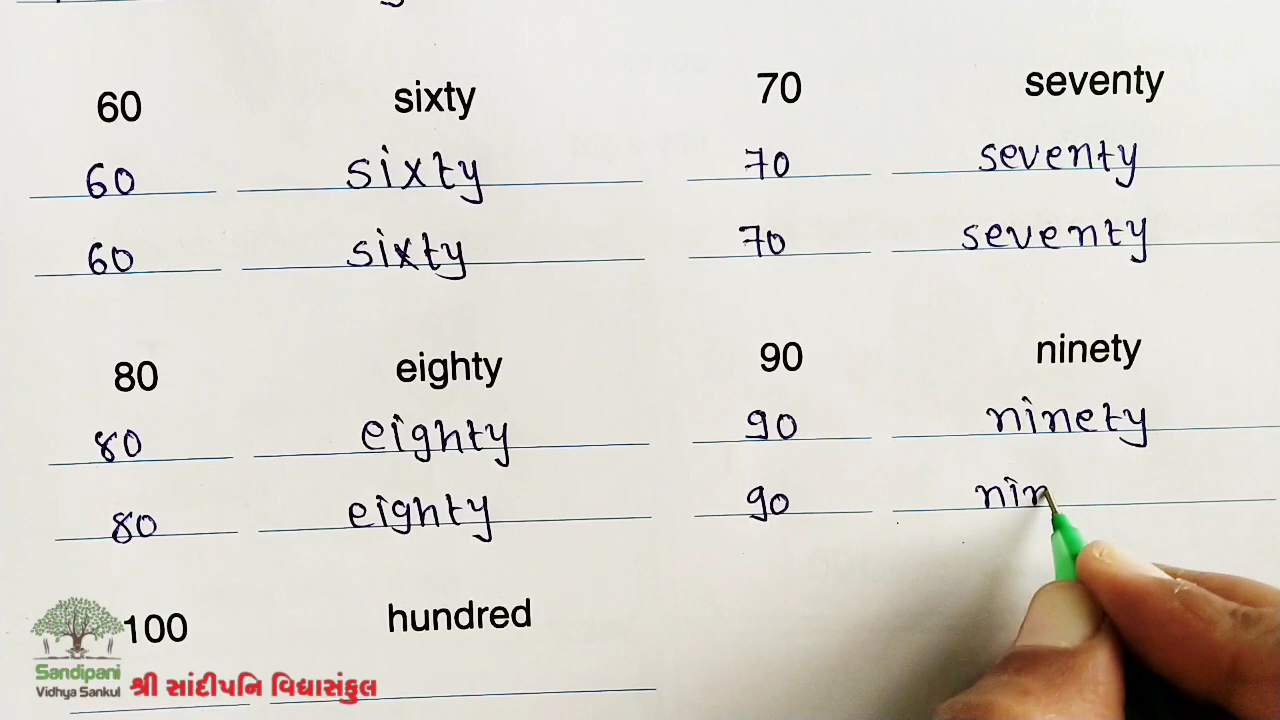 60 sixty 70 seventy
60 sixty 70 seventy
60 sixty 70 seventy
80 eighty 90 ninety
80 eighty 90 ninety
80 eighty 90 nin
100 hundred
Sandipani
Vidhya Sankul
શ્રી સાંદીપનિ વિદ્યાસંકુલ